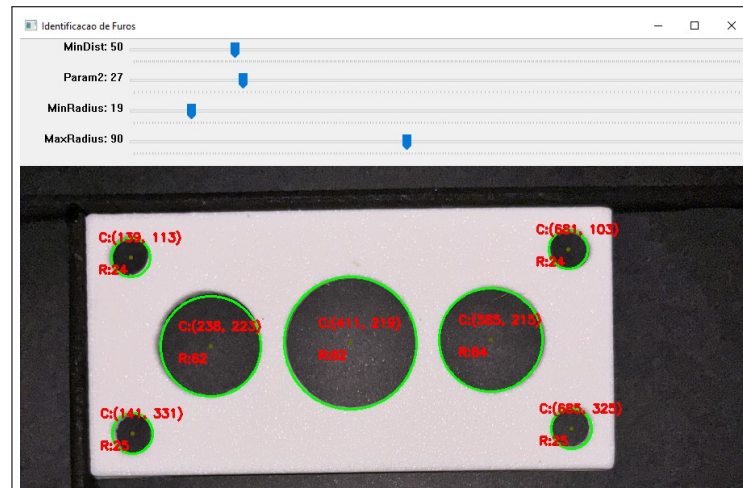 Identificacao de Furos
MinDist: 50
Param2: 27
MinRadius: 19
MaxRadius: 90
C:(139, 113)
R:24
C:(681, 103)
R:24
C:(238, 223)
R:62
C:(411, 219)
R:82
C:(585, 215)
R:64
C:(141, 331)
R:25
C:(685, 325)
R:25